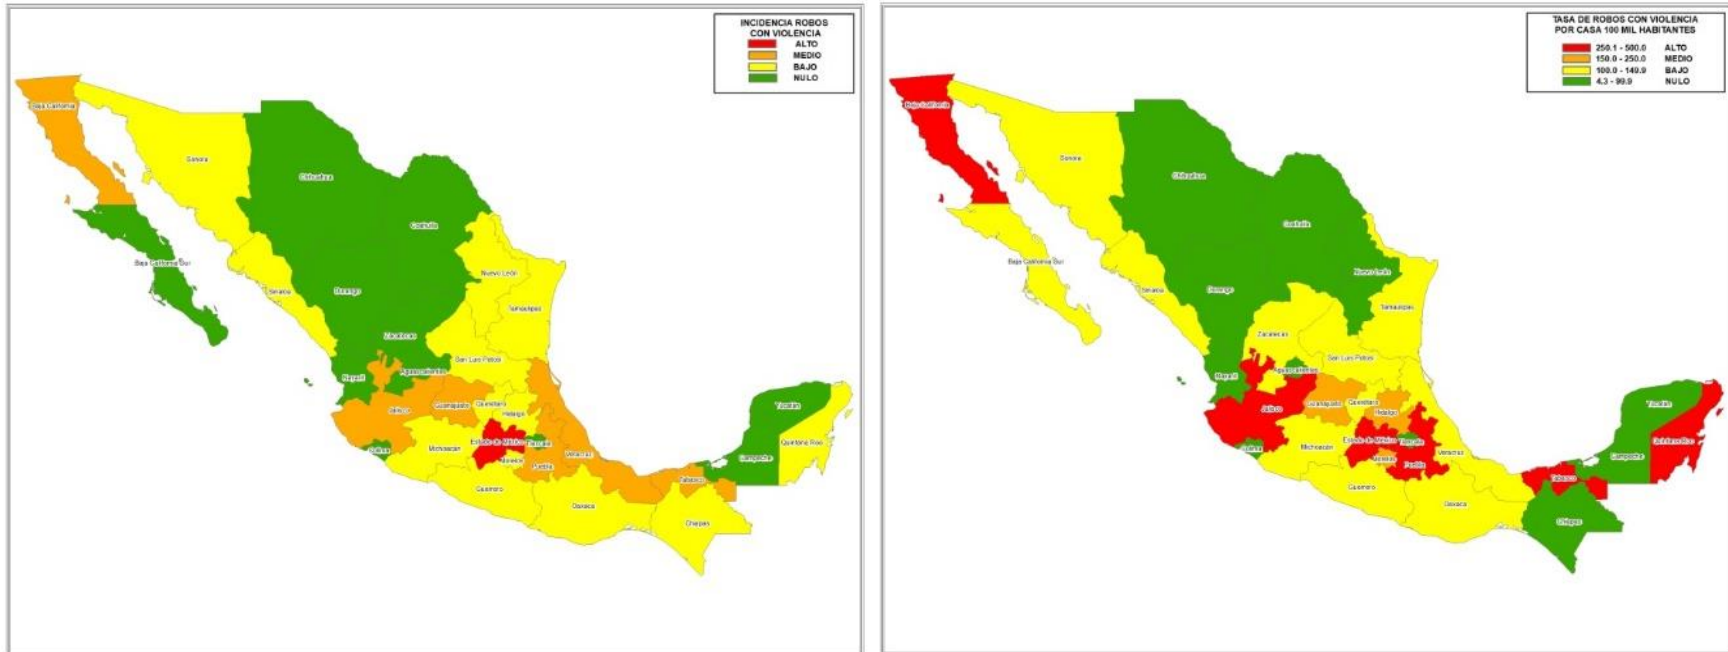 INCIDENCIA ROBOS
CON VIOLENCIA
ALTO
MEDIO
BAJO
NULO
Baja California
Sonora
Chihuahua
Coahuila
Baja California Sur
Nuevo León
Sinaloa
Durango
Tamaulipas
Zacatecas
San Luis Potosí
Nayarit
Aguascalientes
Yucatán
Jalisco
Guanajuato
Querétaro
Hidalgo
Quintana Roo
Estado de México
Tlaxcala
Colima
Michoacán
Veracruz
Campeche
Morelos
Puebla
Tabasco
Guerrero
Oaxaca
Chiapas
TASA DE ROBOS CON VIOLENCIA
POR CASA 100 MIL HABITANTES
250.1 - 500.0 ALTO
150.0 - 250.0 MEDIO
100.0 - 149.9 BAJO
4.3 - 99.9 NULO
Baja California
Sonora
Chihuahua
Coahuila
Baja California Sur
Nuevo León
Sinaloa
Durango
Tamaulipas
Zacatecas
San Luis Potosí
Nayarit
Aguascalientes
Yucatán
Jalisco
Guanajuato
Querétaro
Hidalgo
Quintana Roo
Estado de México
Tlaxcala
Colima
Michoacán
Veracruz
Campeche
Morelos
Puebla
Tabasco
Guerrero
Oaxaca
Chiapas